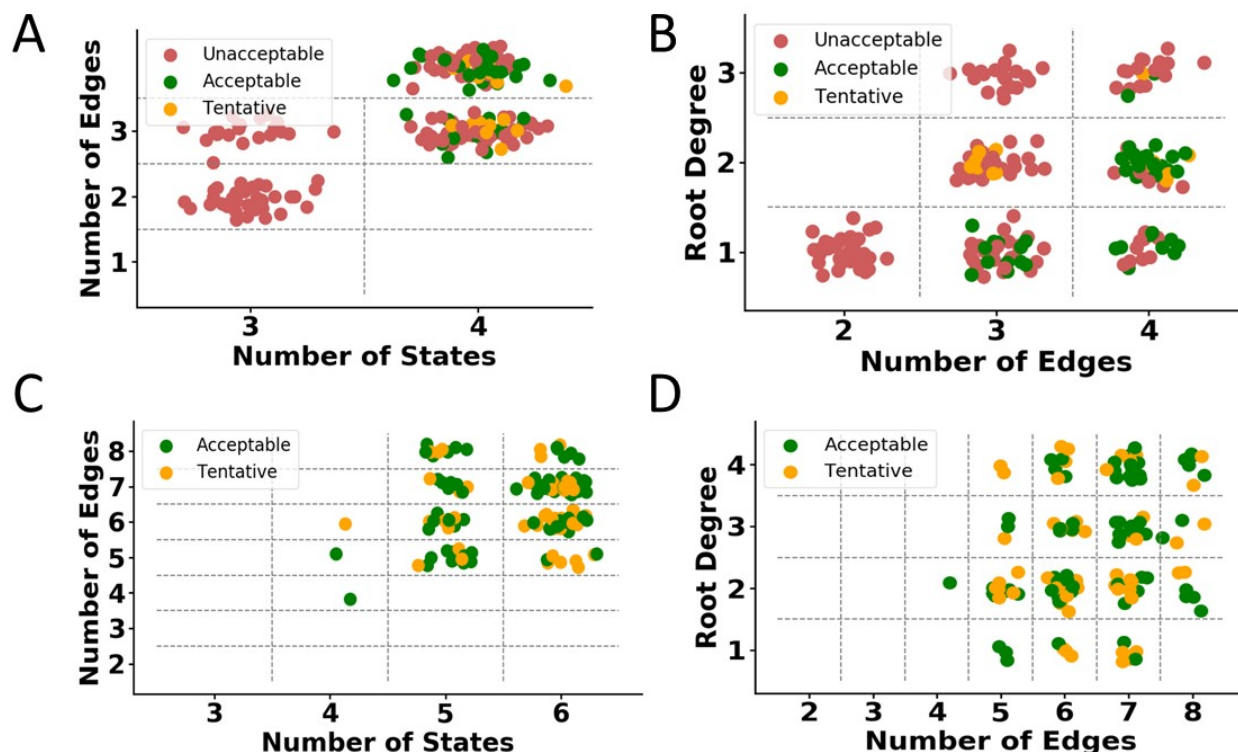 A
Number of Edges
Unacceptable
Acceptable
Tentative
3
2
1
3
4
Number of States
B
Root Degree
Unacceptable
Acceptable
Tentative
3
2
1
2
3
4
Number of Edges
C
Number of Edges
Acceptable
Tentative
8
7
6
5
4
3
2
3
4
5
6
Number of States
D
Root Degree
Acceptable
Tentative
4
3
2
1
2
3
4
5
6
7
8
Number of Edges